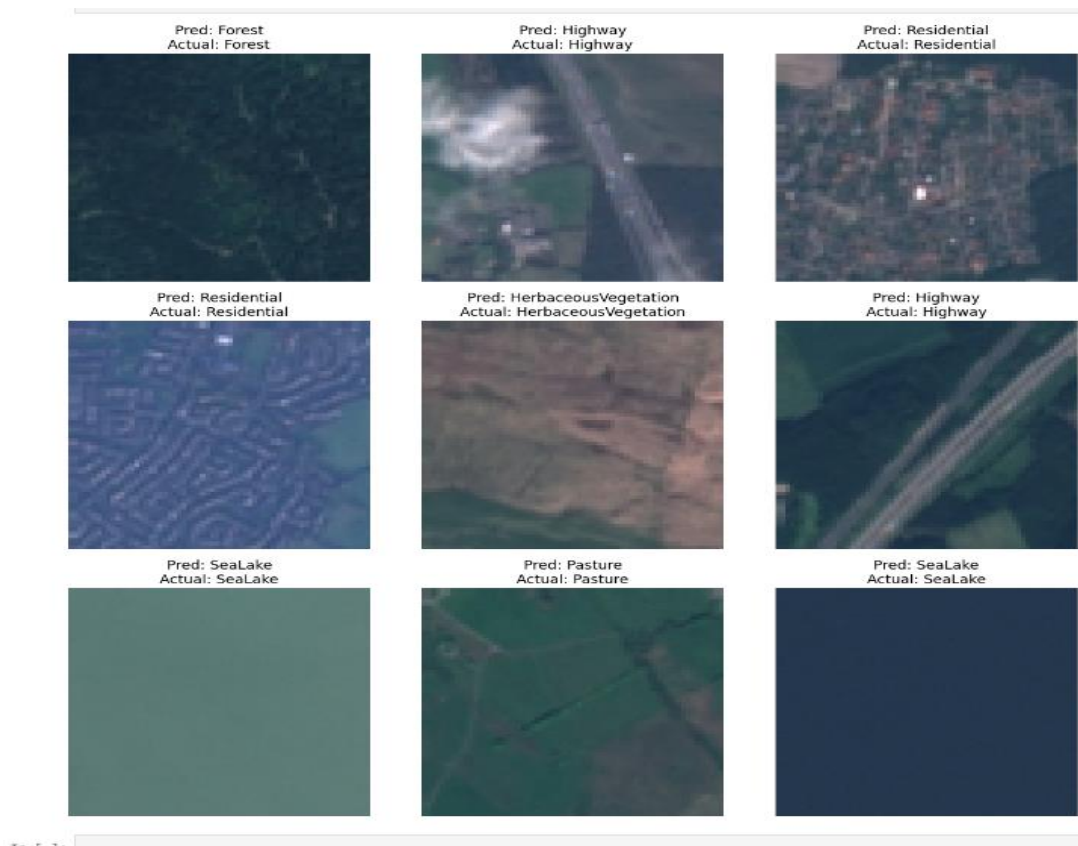 Pred: Forest
Actual: Forest
Pred: Highway
Actual: Highway
Pred: Residential
Actual: Residential
Pred: Residential
Actual: Residential
Pred: HerbaceousVegetation
Actual: HerbaceousVegetation
Pred: Highway
Actual: Highway
Pred: SeaLake
Actual: SeaLake
Pred: Pasture
Actual: Pasture
Pred: SeaLake
Actual: SeaLake